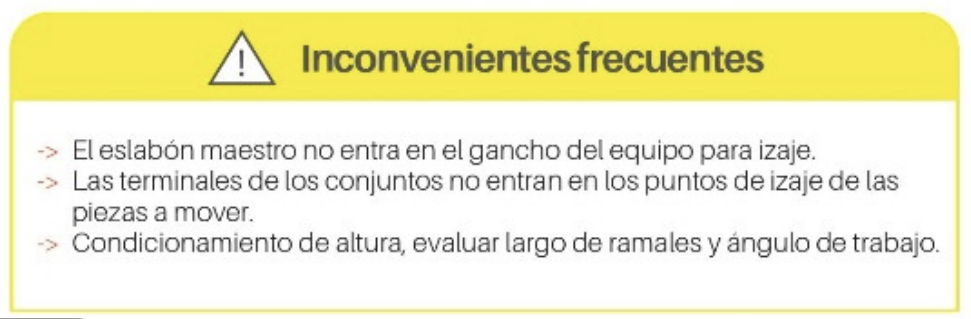 Inconvenientes frecuentes
-> El eslabón maestro no entra en el gancho del equipo para izaje.
-> Las terminales de los conjuntos no entran en los puntos de izaje de las
piezas a mover.
-> Condicionamiento de altura, evaluar largo de ramales y ángulo de trabajo.